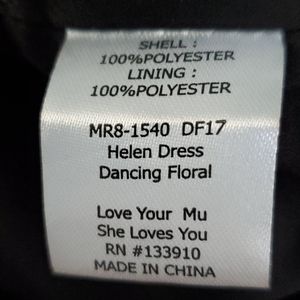 SHELL :
100%POLYESTER
LINING :
100%POLYESTER
MR8-1540 DF17
Helen Dress
Dancing Floral
Love Your Mu
She Loves You
RN #133910
MADE IN CHINA